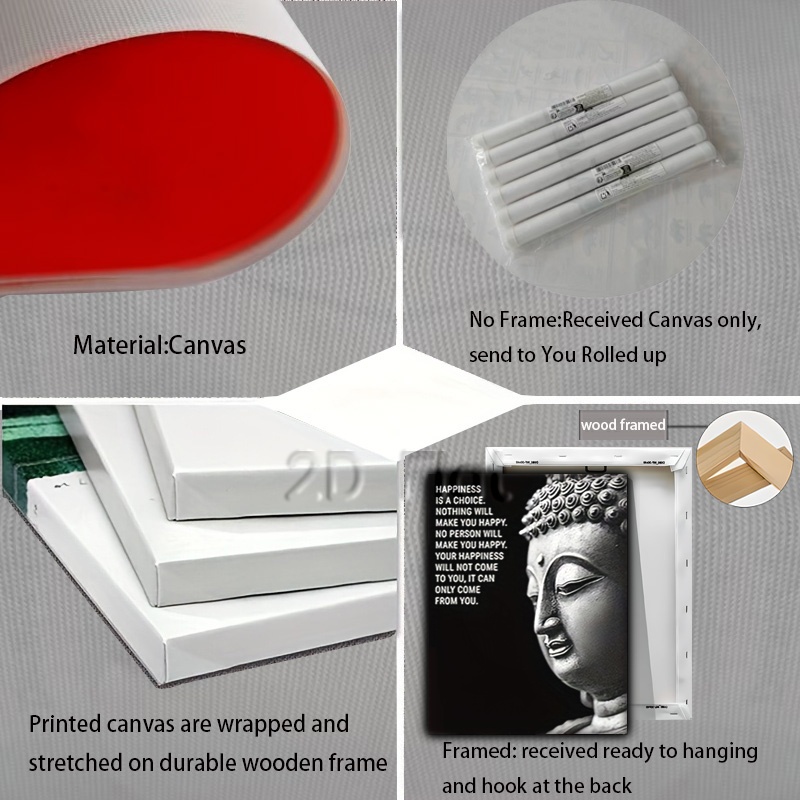 Material:Canvas
No Frame:Received Canvas only,
send to You Rolled up
2D Flat
wood framed
HAPPINESS
IS A CHOICE.
NOTHING WILL
MAKE YOU HAPPY.
NO PERSON WILL
MAKE YOU HAPPY.
YOUR HAPPINESS
WILL NOT COME
TO YOU, IT CAN
ONLY COME
FROM YOU.
Printed canvas are wrapped and
stretched on durable wooden frame
Framed: received ready to hanging
and hook at the back